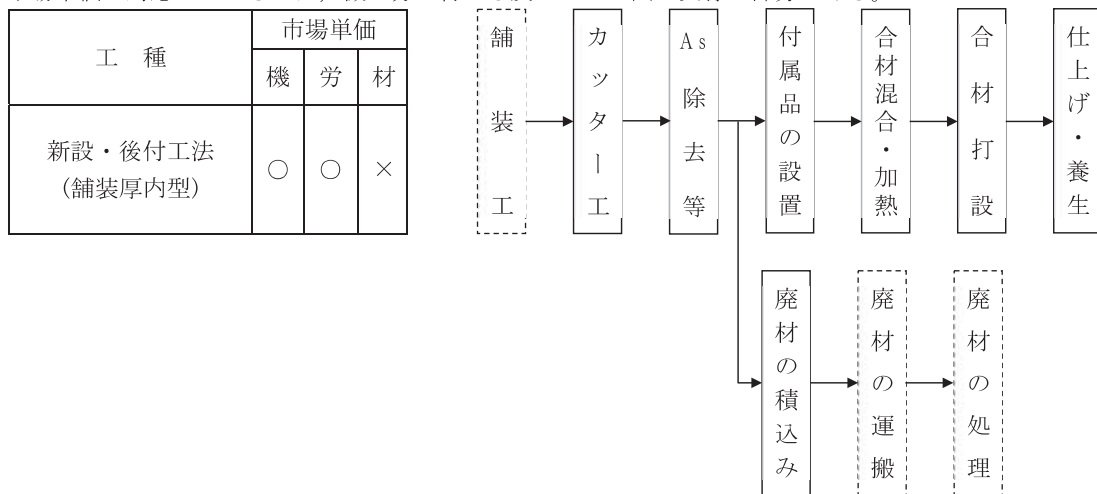 工種
市場単価
機
労
材
新設・後付工法
(舗装厚内型)
○
○
×
舗装工
カッター工
As除去等
付属品の設置
合材混合・加熱
合材打設
仕上げ・養生
廃材の積込み
廃材の運搬
廃材の処理